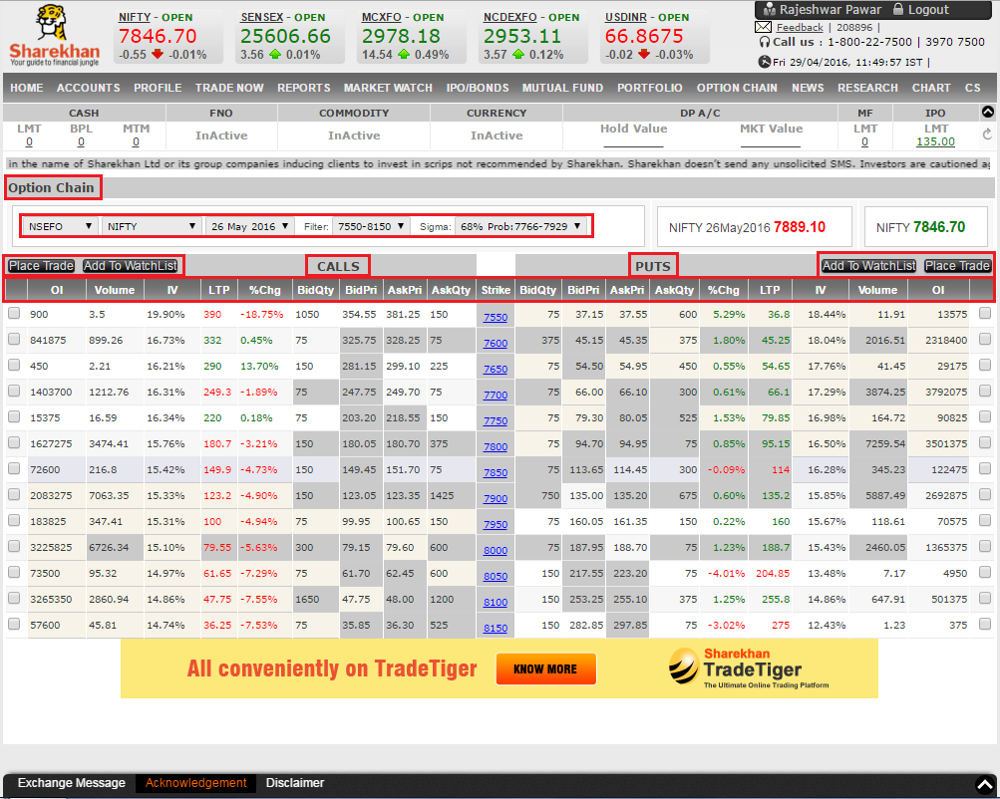 NIFTY - OPEN SENSEX - OPEN MCXFO - OPEN NCDEXFO - OPEN USDINR - OPEN
7846.70 25606.66 2978.18 2953.11 66.8675
-0.55 -0.01% 3.56 0.01% 14.54 0.49% 3.57 0.12% -0.02 -0.03%
Sharekhan
Your guide to financial jungle
Rajeshwar Pawar Logout
Feedback | 208896 |
Call us : 1-800-22-7500 | 3970 7500
Fri 29/04/2016, 11:49:57 IST |
HOME ACCOUNTS PROFILE TRADE NOW REPORTS MARKET WATCH IPO/BONDS MUTUAL FUND PORTFOLIO OPTION CHAIN NEWS RESEARCH CHART CS
CASH FNO COMMODITY CURRENCY DP A/C MF IPO
LMT BPL MTM InActive InActive InActive Hold Value MKT Value LMT LMT
0 0 0 0 135.00
in the name of Sharekhan Ltd or its group companies inducing clients to invest in scrips not recommended by Sharekhan. Sharekhan doesn't send any unsolicited SMS. Investors are cautioned ag
Option Chain
NSEFO NIFTY 26 May 2016 Filter: 7550-8150 Sigma: 68% Prob:7766-7929 NIFTY 26May2016 7889.10 NIFTY 7846.70
Place Trade Add To WatchList CALLS PUTS Add To WatchList Place Trade
OI Volume IV LTP %Chg BidQty BidPri AskPri AskQty Strike BidQty BidPri AskPri AskQty %Chg LTP IV Volume OI
900 3.5 19.90% 390 -18.75% 1050 354.55 381.25 150 7550 75 37.15 37.55 600 5.29% 36.8 18.44% 11.91 13575
841875 899.26 16.73% 332 0.45% 75 325.75 328.25 75 7600 375 45.15 45.35 375 1.80% 45.25 18.04% 2016.51 2318400
450 2.21 16.21% 290 13.70% 150 281.15 299.10 225 7650 75 54.50 54.95 450 0.55% 54.65 17.76% 41.45 29175
1403700 1212.76 16.31% 249.3 -1.89% 75 247.75 249.70 75 7700 75 66.00 66.10 300 0.61% 66.1 17.29% 3874.25 3792075
15375 16.59 16.34% 220 0.18% 75 203.20 218.55 150 7750 75 79.30 80.05 525 1.53% 79.85 16.98% 164.72 90825
1627275 3474.41 15.76% 180.7 -3.21% 150 180.05 180.70 375 7800 75 94.70 94.95 75 0.85% 95.15 16.50% 7259.54 3501375
72600 216.8 15.42% 149.9 -4.73% 150 149.45 151.70 75 7850 75 113.65 114.45 300 -0.09% 114 16.28% 345.23 122475
2083275 7063.35 15.33% 123.2 -4.90% 150 123.05 123.35 1425 7900 750 135.00 135.20 675 0.60% 135.2 15.85% 5887.49 2692875
183825 347.41 15.31% 100 -4.94% 75 99.95 100.65 150 7950 75 160.05 161.35 150 0.22% 160 15.67% 118.61 70575
3225825 6726.34 15.10% 79.55 -5.63% 300 79.15 79.60 600 8000 75 187.95 188.70 75 1.23% 188.7 15.43% 2460.05 1365375
73500 95.32 14.97% 61.65 -7.29% 75 61.70 62.45 600 8050 150 217.55 223.20 75 -4.01% 204.85 13.48% 7.17 4950
3265350 2860.94 14.86% 47.75 -7.55% 1650 47.75 48.00 1200 8100 150 253.25 255.10 375 1.25% 255.8 14.86% 647.91 501375
57600 45.81 14.74% 36.25 -7.53% 75 35.85 36.30 525 8150 150 282.85 297.85 75 -3.02% 275 12.43% 1.23 375
All conveniently on TradeTiger KNOW MORE Sharekhan
TradeTiger
The Ultimate Online Trading Platform
Exchange Message Acknowledgement Disclaimer